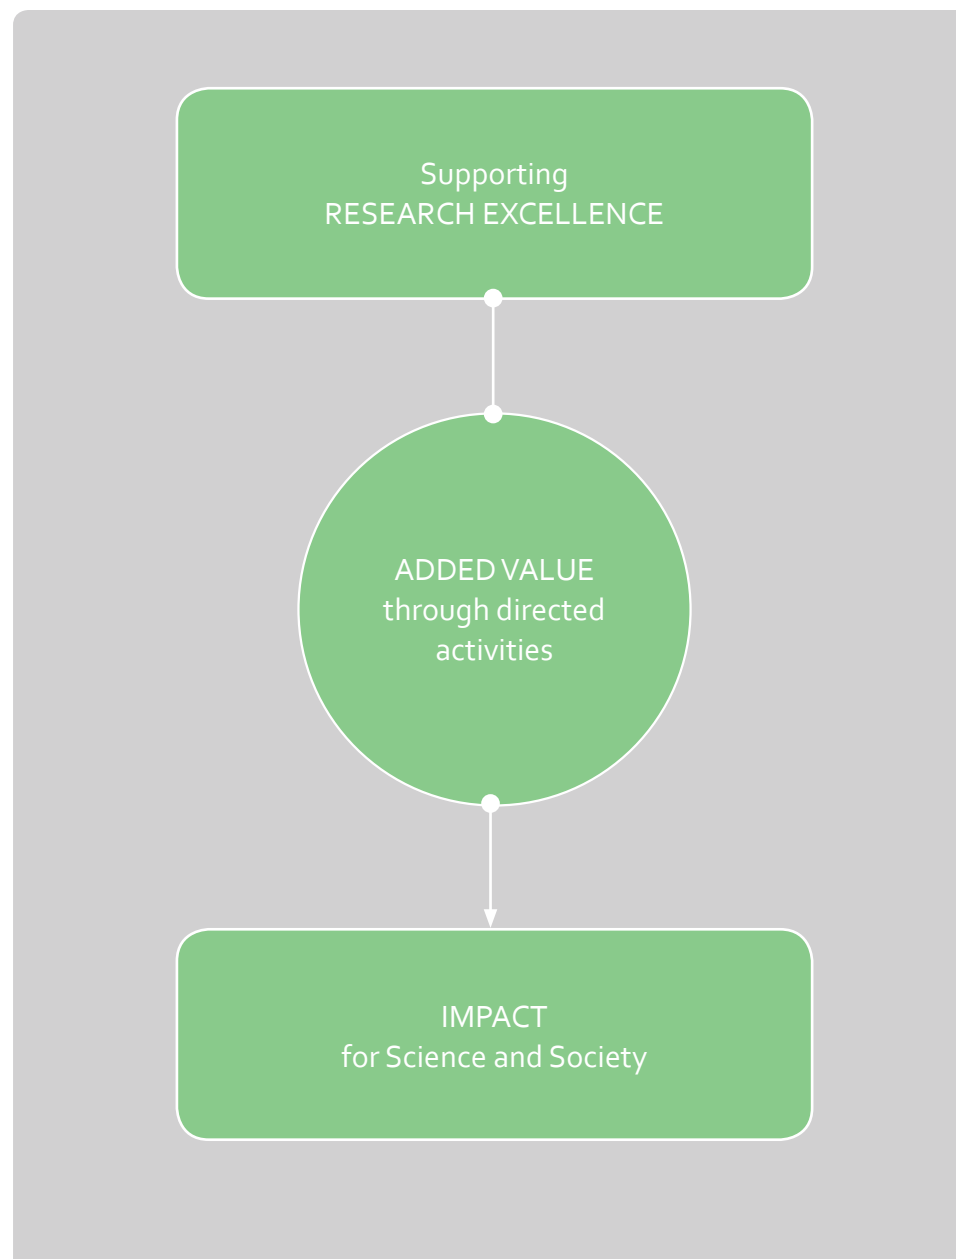 Supporting
RESEARCH EXCELLENCE
ADDED VALUE
through directed
activities
IMPACT
for Science and Society